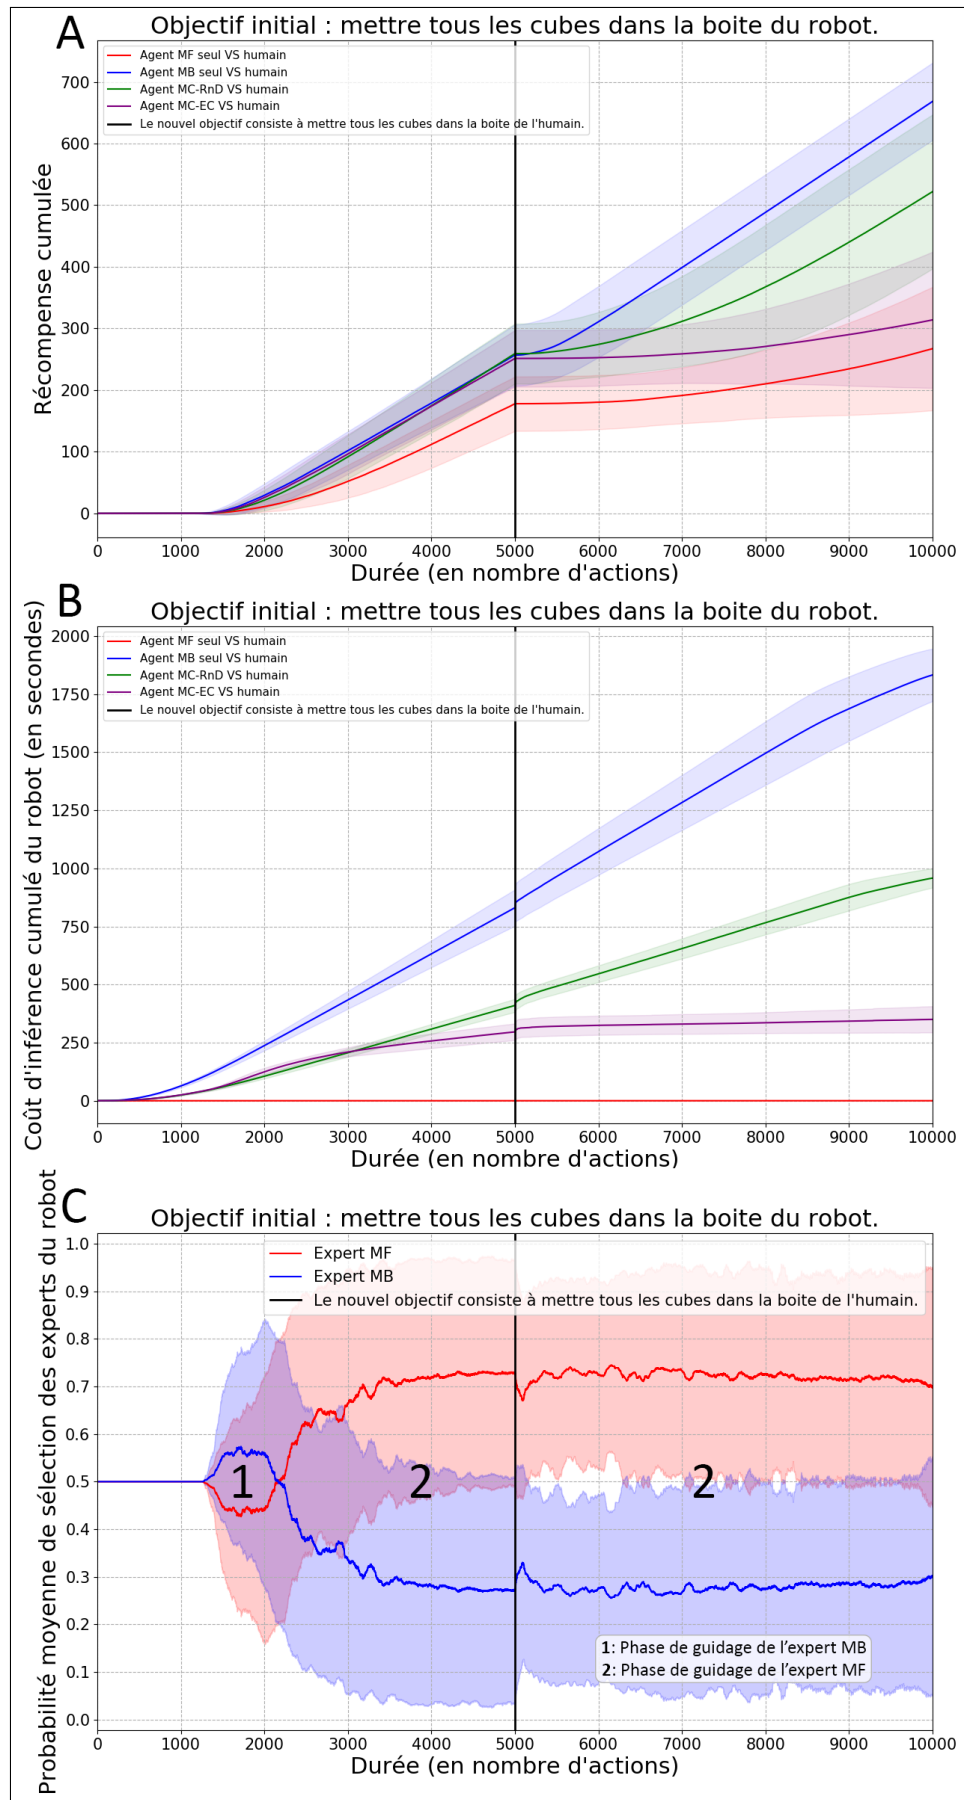 A
Objectif initial : mettre tous les cubes dans la boite du robot.
Agent MF seul VS humain
Agent MB seul VS humain
Agent MC-RnD VS humain
Agent MC-EC VS humain
Le nouvel objectif consiste à mettre tous les cubes dans la boite de l'humain.
Récompense cumulée
700
600
500
400
300
200
100
0
0 1000 2000 3000 4000 5000 6000 7000 8000 9000 10000
Durée (en nombre d'actions)
B
Objectif initial : mettre tous les cubes dans la boite du robot.
Agent MF seul VS humain
Agent MB seul VS humain
Agent MC-RnD VS humain
Agent MC-EC VS humain
Le nouvel objectif consiste à mettre tous les cubes dans la boite de l'humain.
Coût d'inférence cumulé du robot (en secondes)
2000
1750
1500
1250
1000
750
500
250
0
0 1000 2000 3000 4000 5000 6000 7000 8000 9000 10000
Durée (en nombre d'actions)
C
Objectif initial : mettre tous les cubes dans la boite du robot.
Expert MF
Expert MB
Le nouvel objectif consiste à mettre tous les cubes dans la boite de l'humain.
Probabilité moyenne de sélection des experts du robot
1.0
0.9
0.8
0.7
0.6
0.5
0.4
0.3
0.2
0.1
0.0
1 2 2
1: Phase de guidage de l’expert MB
2: Phase de guidage de l’expert MF
0 1000 2000 3000 4000 5000 6000 7000 8000 9000 10000
Durée (en nombre d'actions)